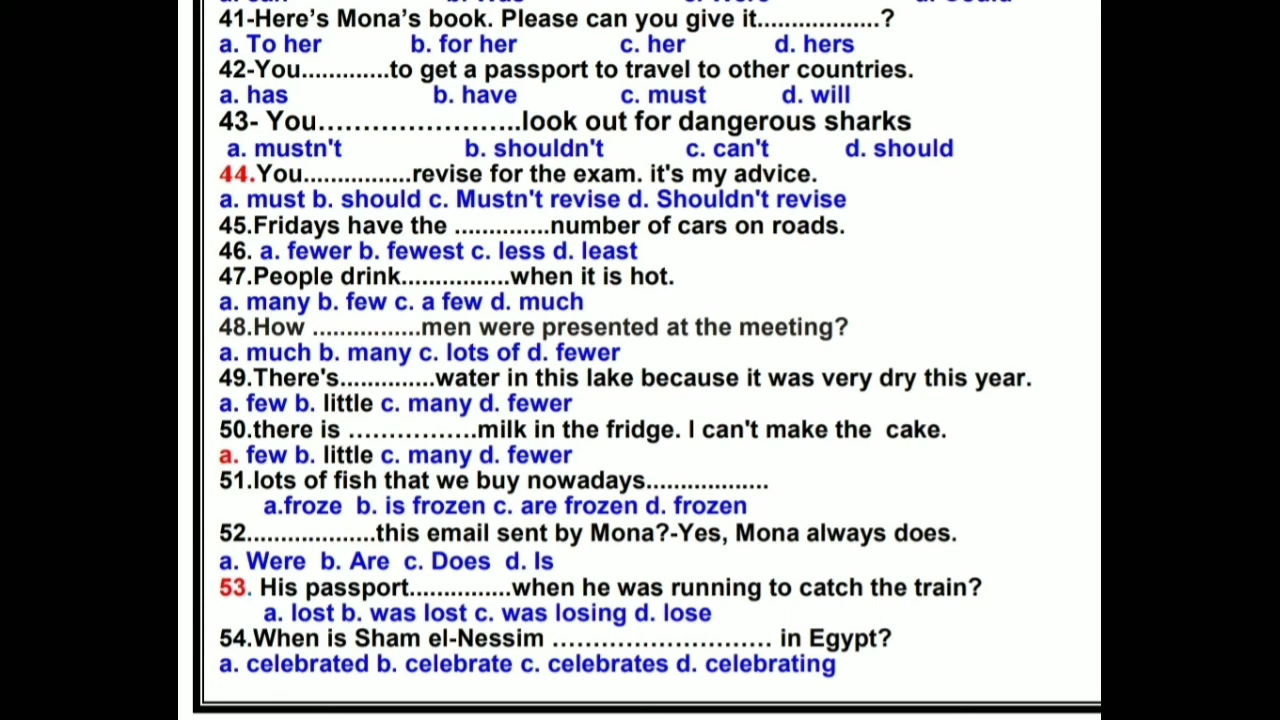 41-Here's Mona's book. Please can you give it.................?
a. To her b. for her c. her d. hers
42-You............to get a passport to travel to other countries.
a. has b. have c. must d. will
43- You…………………..look out for dangerous sharks
a. mustn't b. shouldn't c. can't d. should
44.You...............revise for the exam. it's my advice.
a. must b. should c. Mustn't revise d. Shouldn't revise
45.Fridays have the .............number of cars on roads.
46. a. fewer b. fewest c. less d. least
47.People drink...............when it is hot.
a. many b. few c. a few d. much
48.How ...............men were presented at the meeting?
a. much b. many c. lots of d. fewer
49.There's.............water in this lake because it was very dry this year.
a. few b. little c. many d. fewer
50.there is …………….milk in the fridge. I can't make the cake.
a. few b. little c. many d. fewer
51.lots of fish that we buy nowadays.................
a.froze b. is frozen c. are frozen d. frozen
52..................this email sent by Mona?-Yes, Mona always does.
a. Were b. Are c. Does d. Is
53. His passport..............when he was running to catch the train?
a. lost b. was lost c. was losing d. lose
54.When is Sham el-Nessim ……………………… in Egypt?
a. celebrated b. celebrate c. celebrates d. celebrating